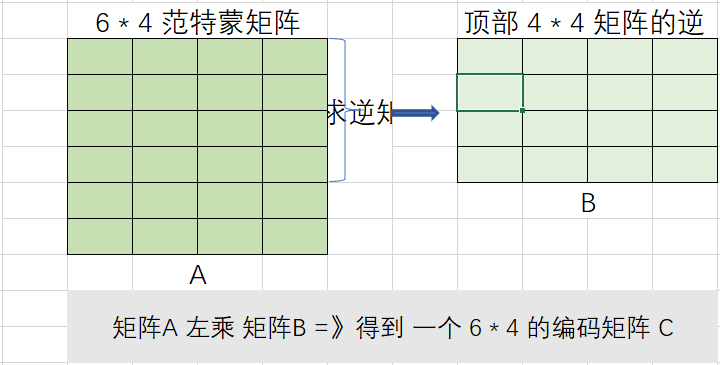 6 * 4 范特蒙矩阵
顶部 4 * 4 矩阵的逆
求逆矩
B
A
矩阵A 左乘 矩阵B =》得到 一个 6 * 4 的编码矩阵 C